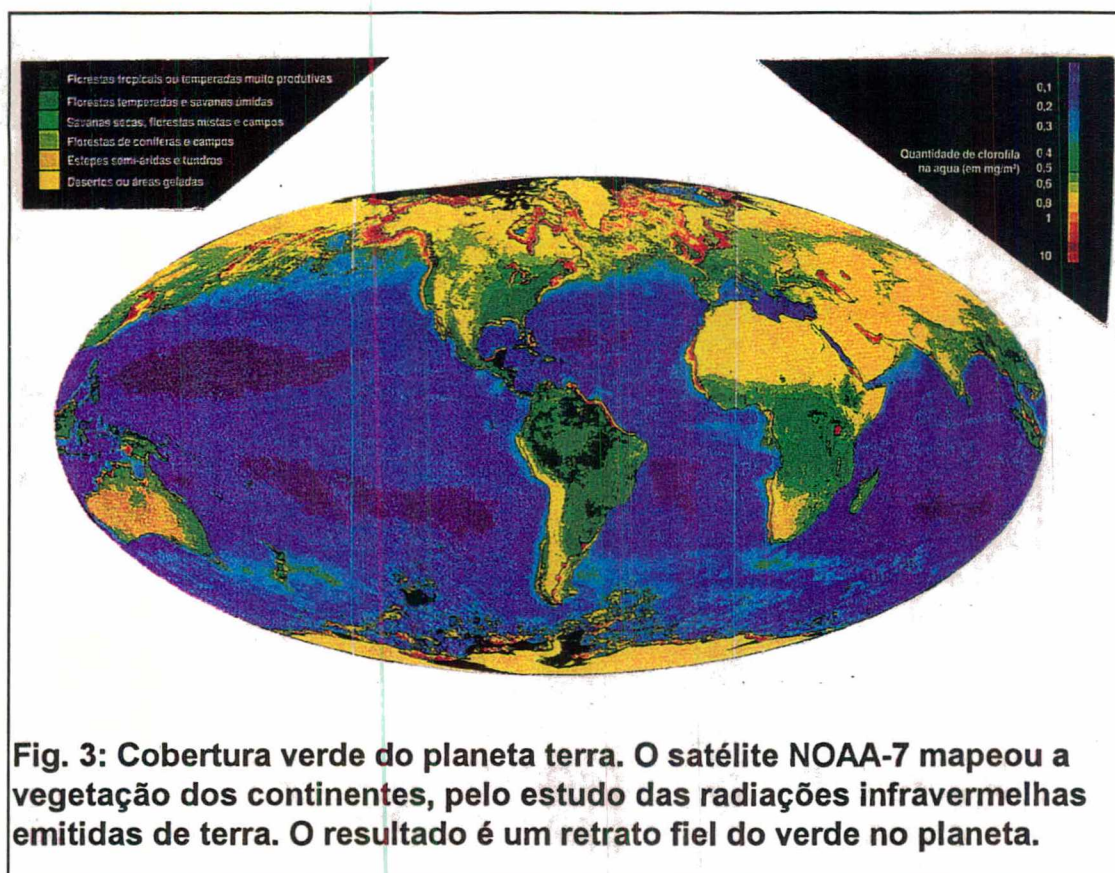 Florestas tropicais ou temperadas muito produtivas
Florestas temperadas e savanas úmidas
Savanas secas, florestas mistas e campos
Florestas de coníferas e campos
Estepes semi-áridas e tundras
Desertos ou áreas geladas
Quantidade de clorofila
na agua (em mg/m³)
0,1
0,2
0,3
0,4
0,5
0,6
0,8
1
10
Fig. 3: Cobertura verde do planeta terra. O satélite NOAA-7 mapeou a
vegetação dos continentes, pelo estudo das radiações infravermelhas
emitidas de terra. O resultado é um retrato fiel do verde no planeta.